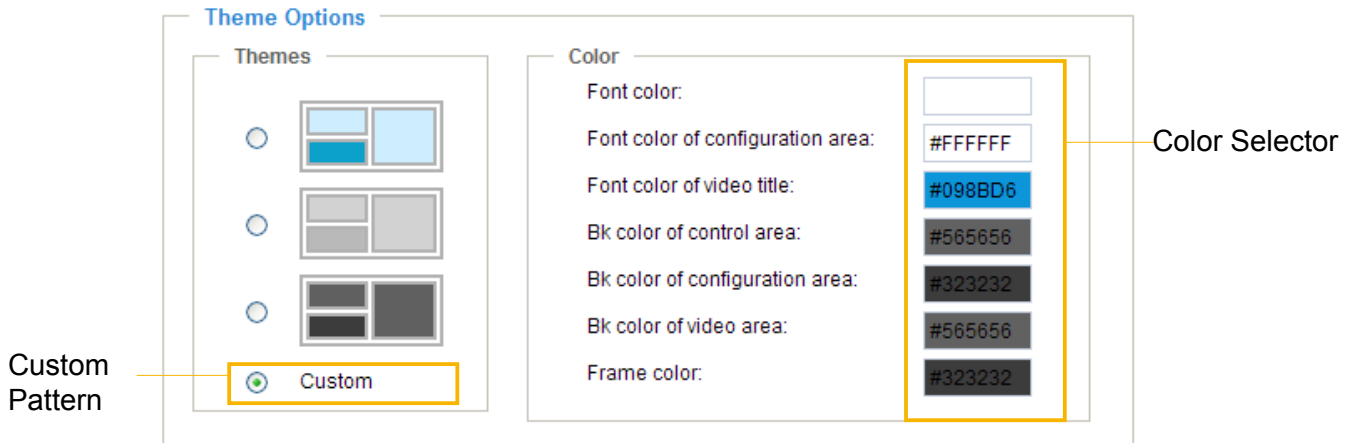 Theme Options
Themes
Custom
Color
Font color:
Font color of configuration area: #FFFFFF
Font color of video title: #098BD6
Bk color of control area: #565656
Bk color of configuration area: #323232
Bk color of video area: #565656
Frame color: #323232
Color Selector
Custom
Pattern